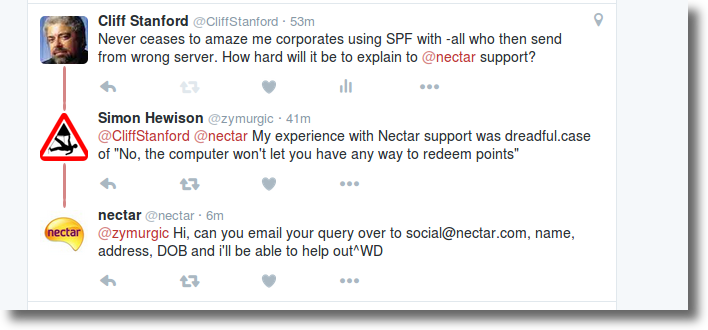 Cliff Stanford @CliffStanford · 53m
Never ceases to amaze me corporates using SPF with -all who then send
from wrong server. How hard will it be to explain to @nectar support?
Simon Hewison @zymurgic · 41m
@CliffStanford @nectar My experience with Nectar support was dreadful.case
of "No, the computer won't let you have any way to redeem points"
nectar
nectar @nectar · 6m
@zymurgic Hi, can you email your query over to social@nectar.com, name,
address, DOB and i'll be able to help out^WD